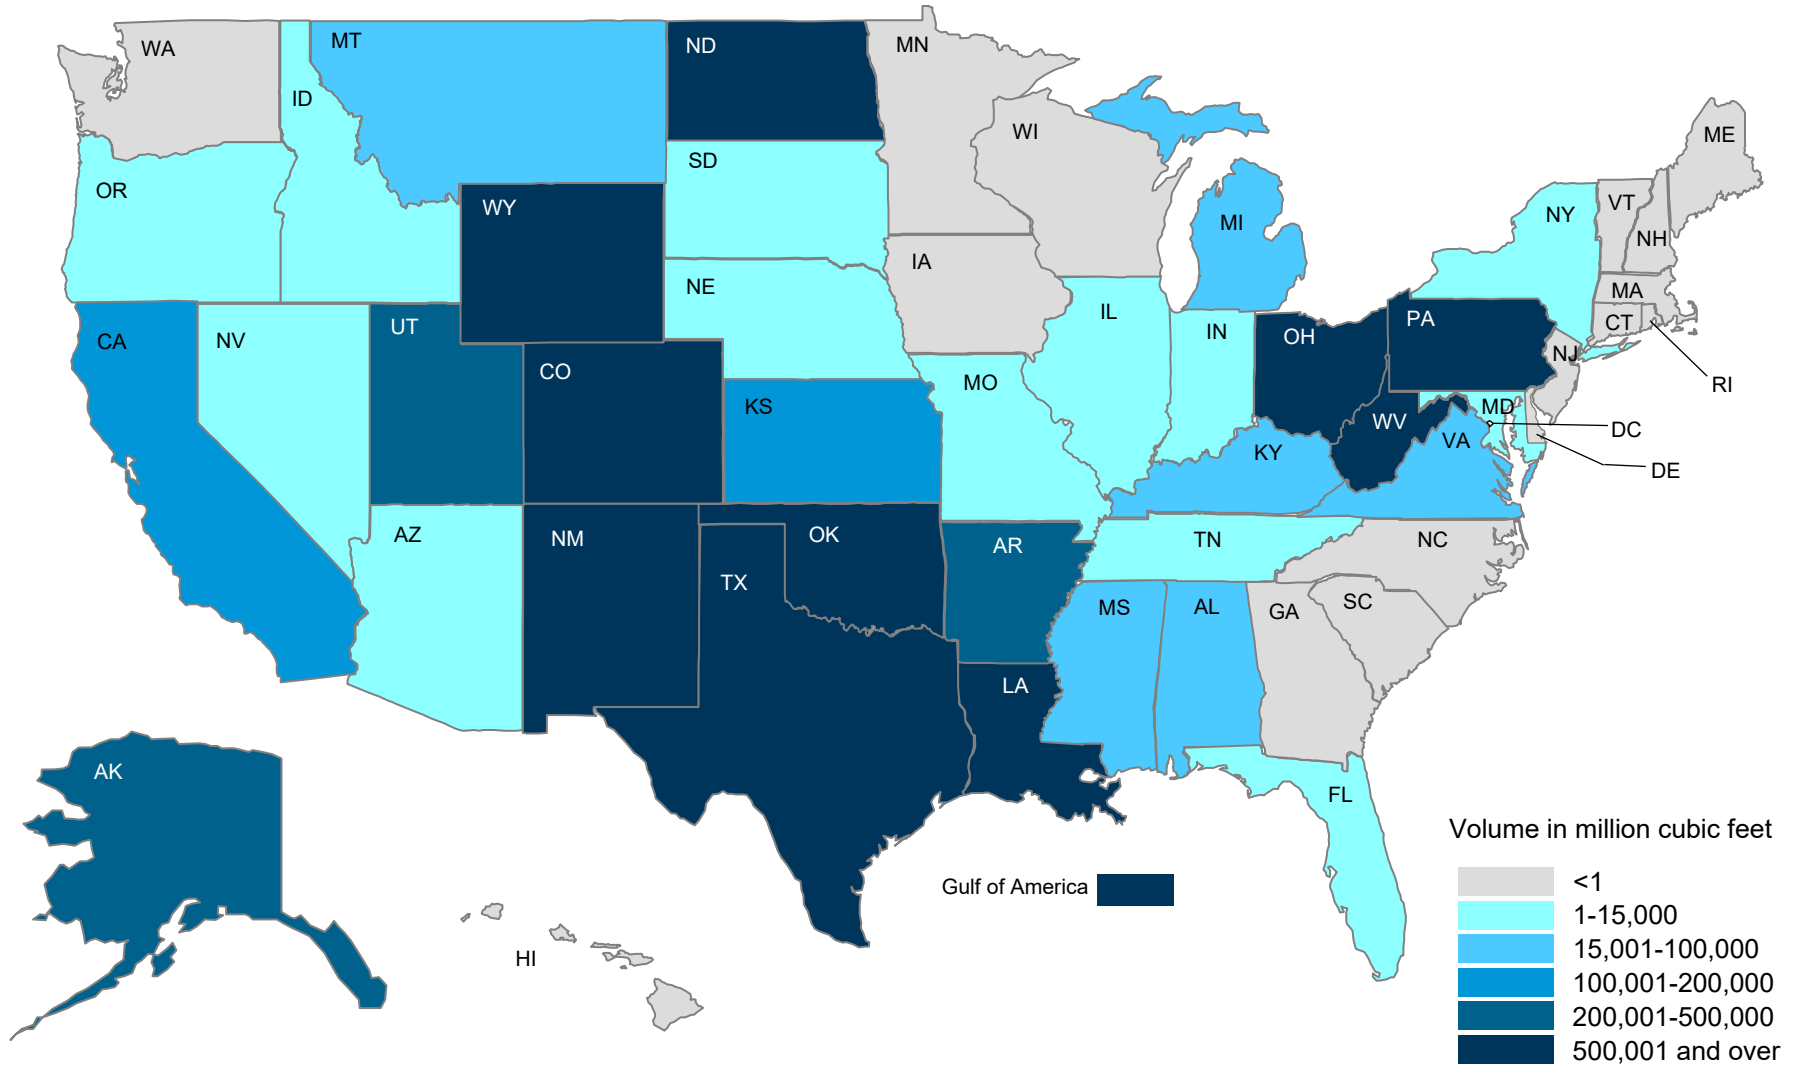 WA
MT
ND
MN
ID
WI
ME
OR
SD
WY
NY
VT
MI
NH
IA
NE
MA
CA
NV
UT
IL
IN
OH
PA
CT
NJ
CO
MO
RI
KS
MD
WV
DC
VA
KY
DE
AZ
NM
OK
AR
TN
NC
TX
MS
AL
GA
SC
LA
AK
FL
HI
Gulf of America
Volume in million cubic feet
<1
1-15,000
15,001-100,000
100,001-200,000
200,001-500,000
500,001 and over